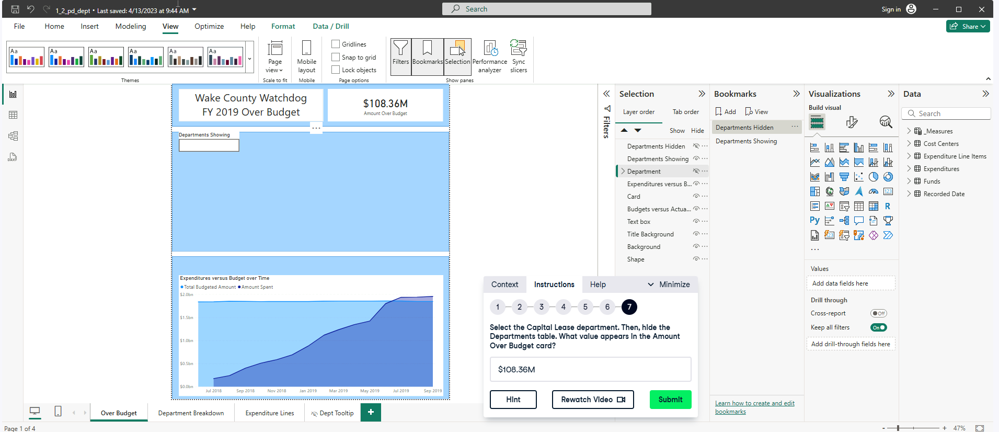 1_2_pd_dept • Last saved: 4/13/2023 at 9:44 AM
Search
Sign in
File
Home
Insert
Modeling
View
Optimize
Help
Format
Data / Drill
Share
Aa
Aa
Aa
Aa
Aa
Aa
Themes
Page view
Scale to fit
Mobile layout
Mobile
Gridlines
Snap to grid
Lock objects
Page options
Filters
Bookmarks
Selection
Performance analyzer
Sync slicers
Show panes
Wake County Watchdog
FY 2019 Over Budget
$108.36M
Amount Over Budget
Departments Showing
Expenditures versus Budget over Time
Total Budgeted Amount
Amount Spent
$2.0bn
$1.5bn
$1.0bn
$0.5bn
$0.0bn
Jul 2018
Sep 2018
Nov 2018
Jan 2019
Mar 2019
May 2019
Jul 2019
Sep 2019
Filters
Selection
Layer order
Tab order
Show
Hide
Departments Hidden
Departments Showing
Department
Expenditures versus B...
Card
Budgets versus Actua...
Text box
Title Background
Background
Shape
Bookmarks
Add
View
Departments Hidden
Departments Showing
Learn how to create and edit
bookmarks
Visualizations
Build visual
123
R
Py
123
Values
Add data fields here
Drill through
Cross-report
Off
Keep all filters
On
Add drill-through fields here
Data
Search
_Measures
Cost Centers
Expenditure Line Items
Expenditures
Funds
Recorded Date
Context
Instructions
Help
Minimize
1
2
3
4
5
6
7
Select the Capital Lease department. Then, hide the
Departments table. What value appears in the Amount
Over Budget card?
$108.36M
Hint
Rewatch Video
Submit
Over Budget
Department Breakdown
Expenditure Lines
Dept Tooltip
Page 1 of 4
- + 47%
DAX